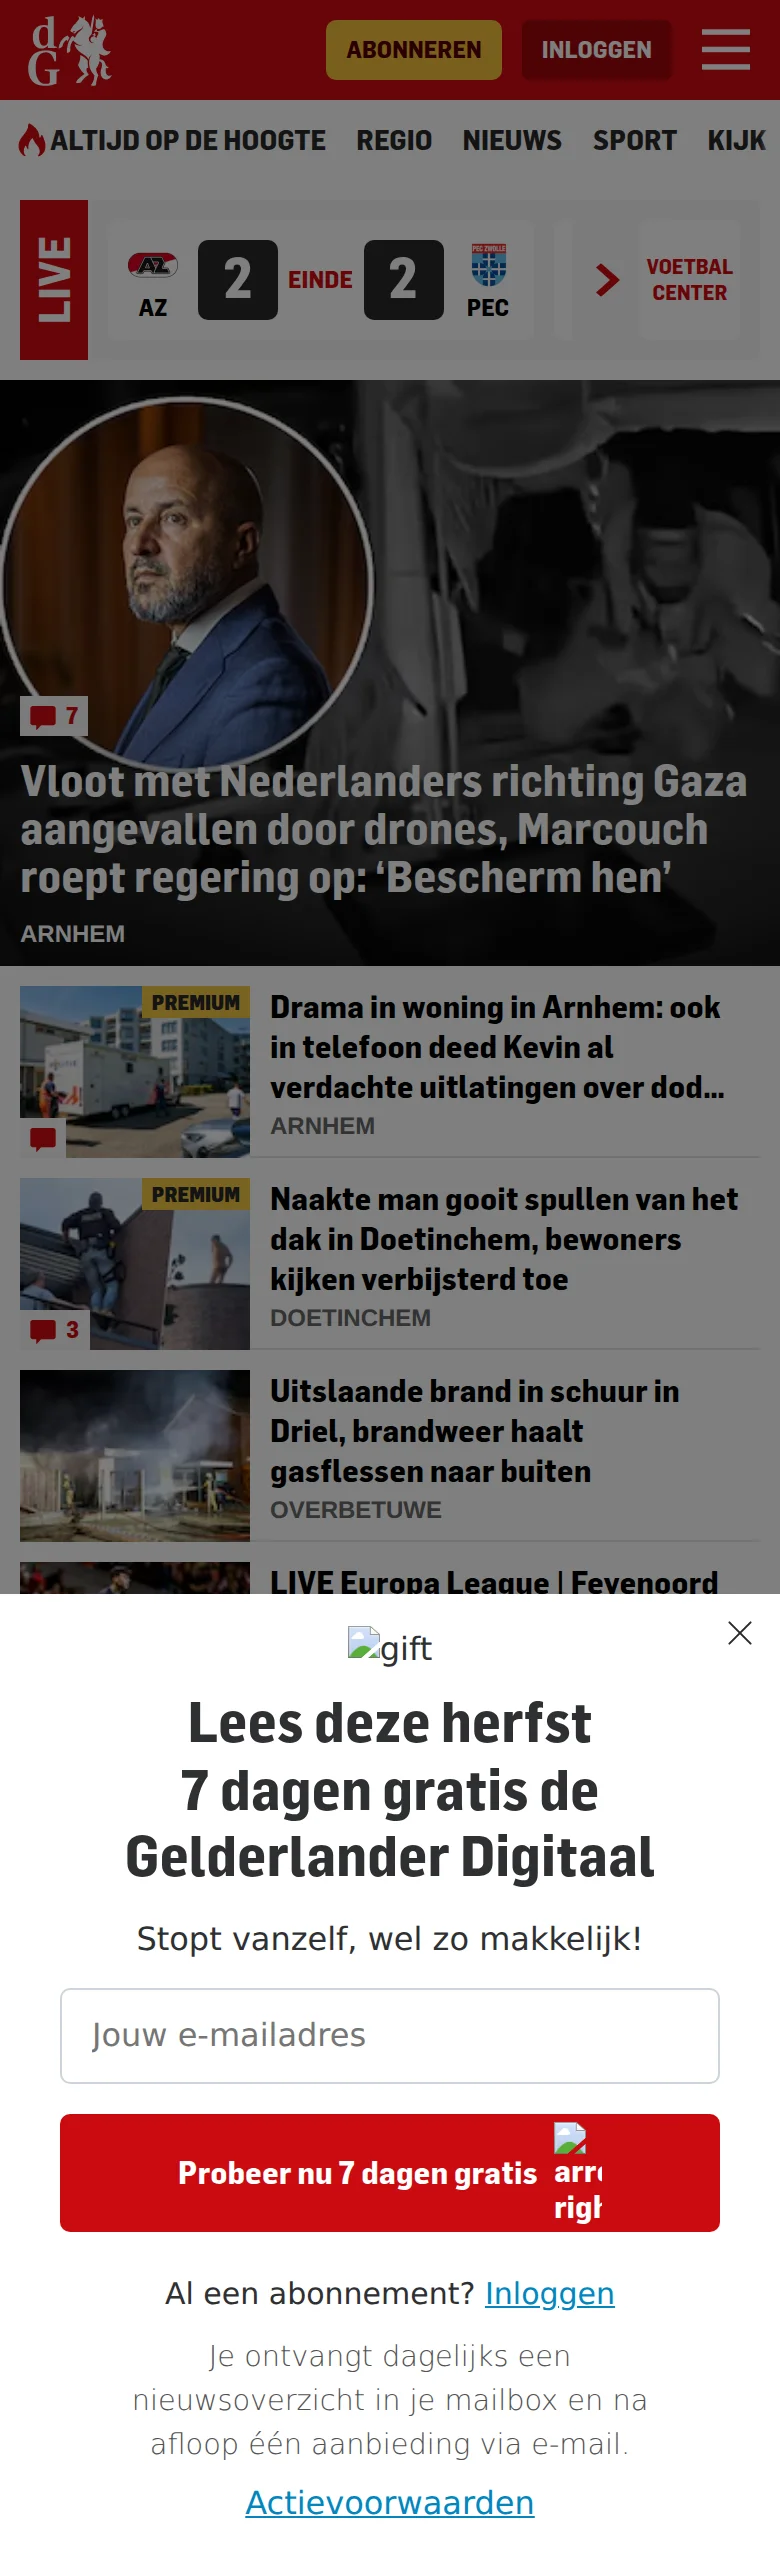 dG
ABONNEREN
INLOGGEN
ALTIJD OP DE HOOGTE
REGIO
NIEUWS
SPORT
KIJK
LIVE
AZ
AZ
2
EINDE
2
PEC ZWOLLE
PEC
VOETBAL
CENTER
7
Vloot met Nederlanders richting Gaza
aangevallen door drones, Marcouch
roept regering op: ‘Bescherm hen’
ARNHEM
PREMIUM
Drama in woning in Arnhem: ook
in telefoon deed Kevin al
verdachte uitlatingen over dod...
ARNHEM
PREMIUM
3
Naakte man gooit spullen van het
dak in Doetinchem, bewoners
kijken verbijsterd toe
DOETINCHEM
Uitslaande brand in schuur in
Driel, brandweer haalt
gasflessen naar buiten
OVERBETUWE
LIVE Europa League | Feyenoord
gift
Lees deze herfst
7 dagen gratis de
Gelderlander Digitaal
Stopt vanzelf, wel zo makkelijk!
Jouw e-mailadres
Probeer nu 7 dagen gratis
arro
righ
Al een abonnement? Inloggen
Je ontvangt dagelijks een
nieuwsoverzicht in je mailbox en na
afloop één aanbieding via e-mail.
Actievoorwaarden